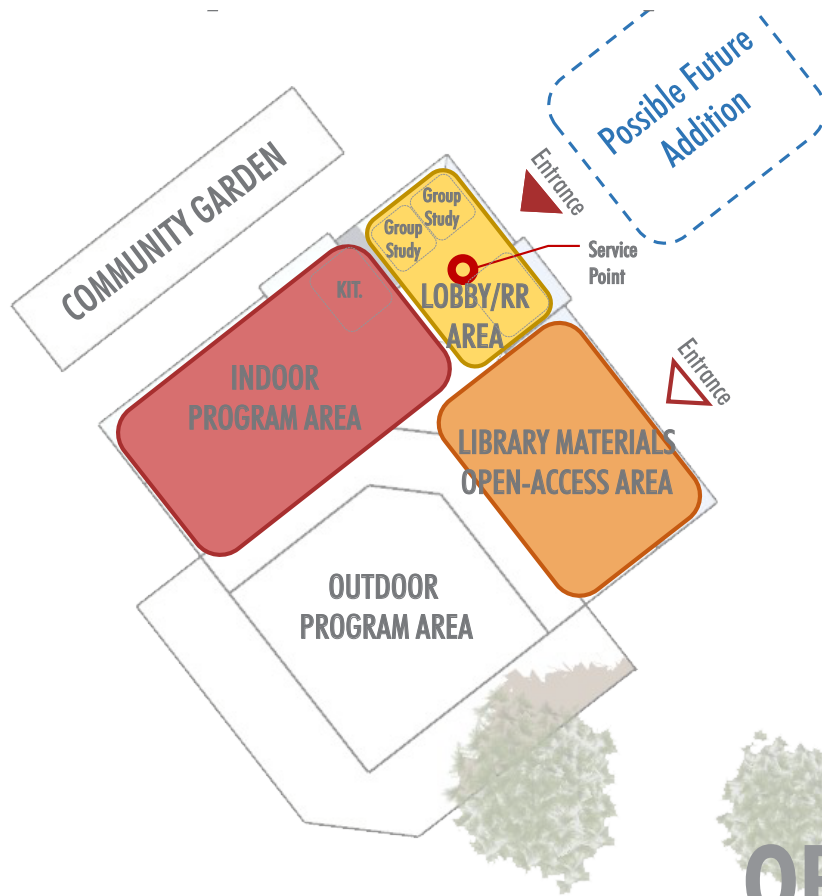 Possible Future
Addition
Entrance
COMMUNITY GARDEN
Group
Study
Group
Study
Service
Point
KIT.
LOBBY/RR
AREA
Entrance
INDOOR
PROGRAM AREA
LIBRARY MATERIALS
OPEN-ACCESS AREA
OUTDOOR
PROGRAM AREA